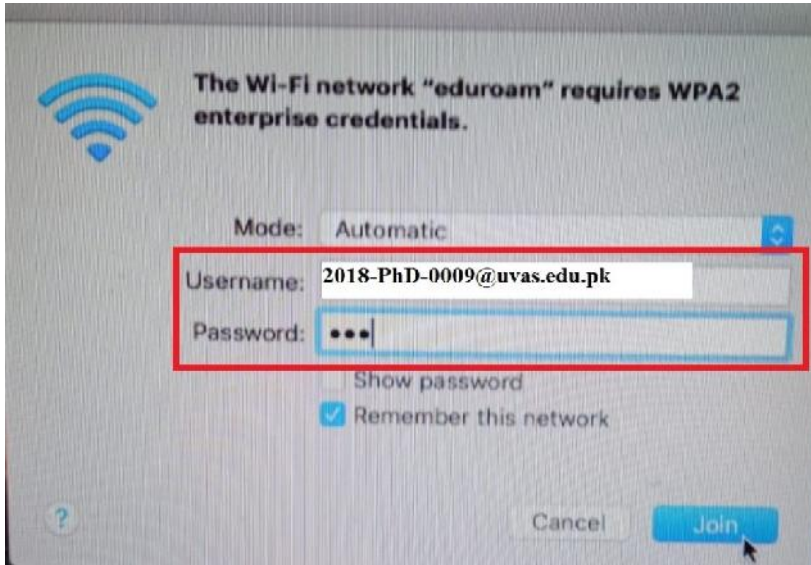 The Wi-Fi network “eduroam” requires WPA2
enterprise credentials.
Mode: Automatic
Username: 2018-PhD-0009@uvas.edu.pk
Password: •••
Show password
Remember this network
? Cancel Join